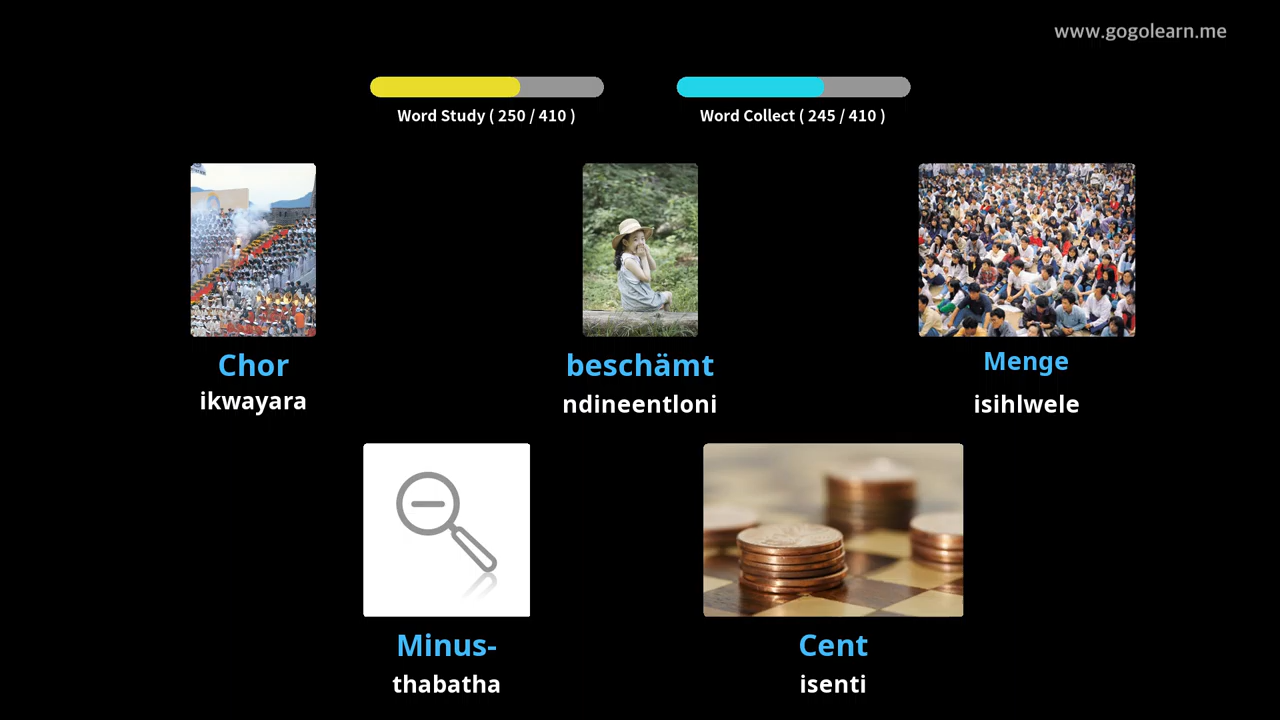 www.gogolearn.me
Word Study ( 250 / 410 )
Word Collect ( 245 / 410 )
Chor
ikwayara
beschämt
ndineentloni
Menge
isihlwele
Minus-
thabatha
Cent
isenti